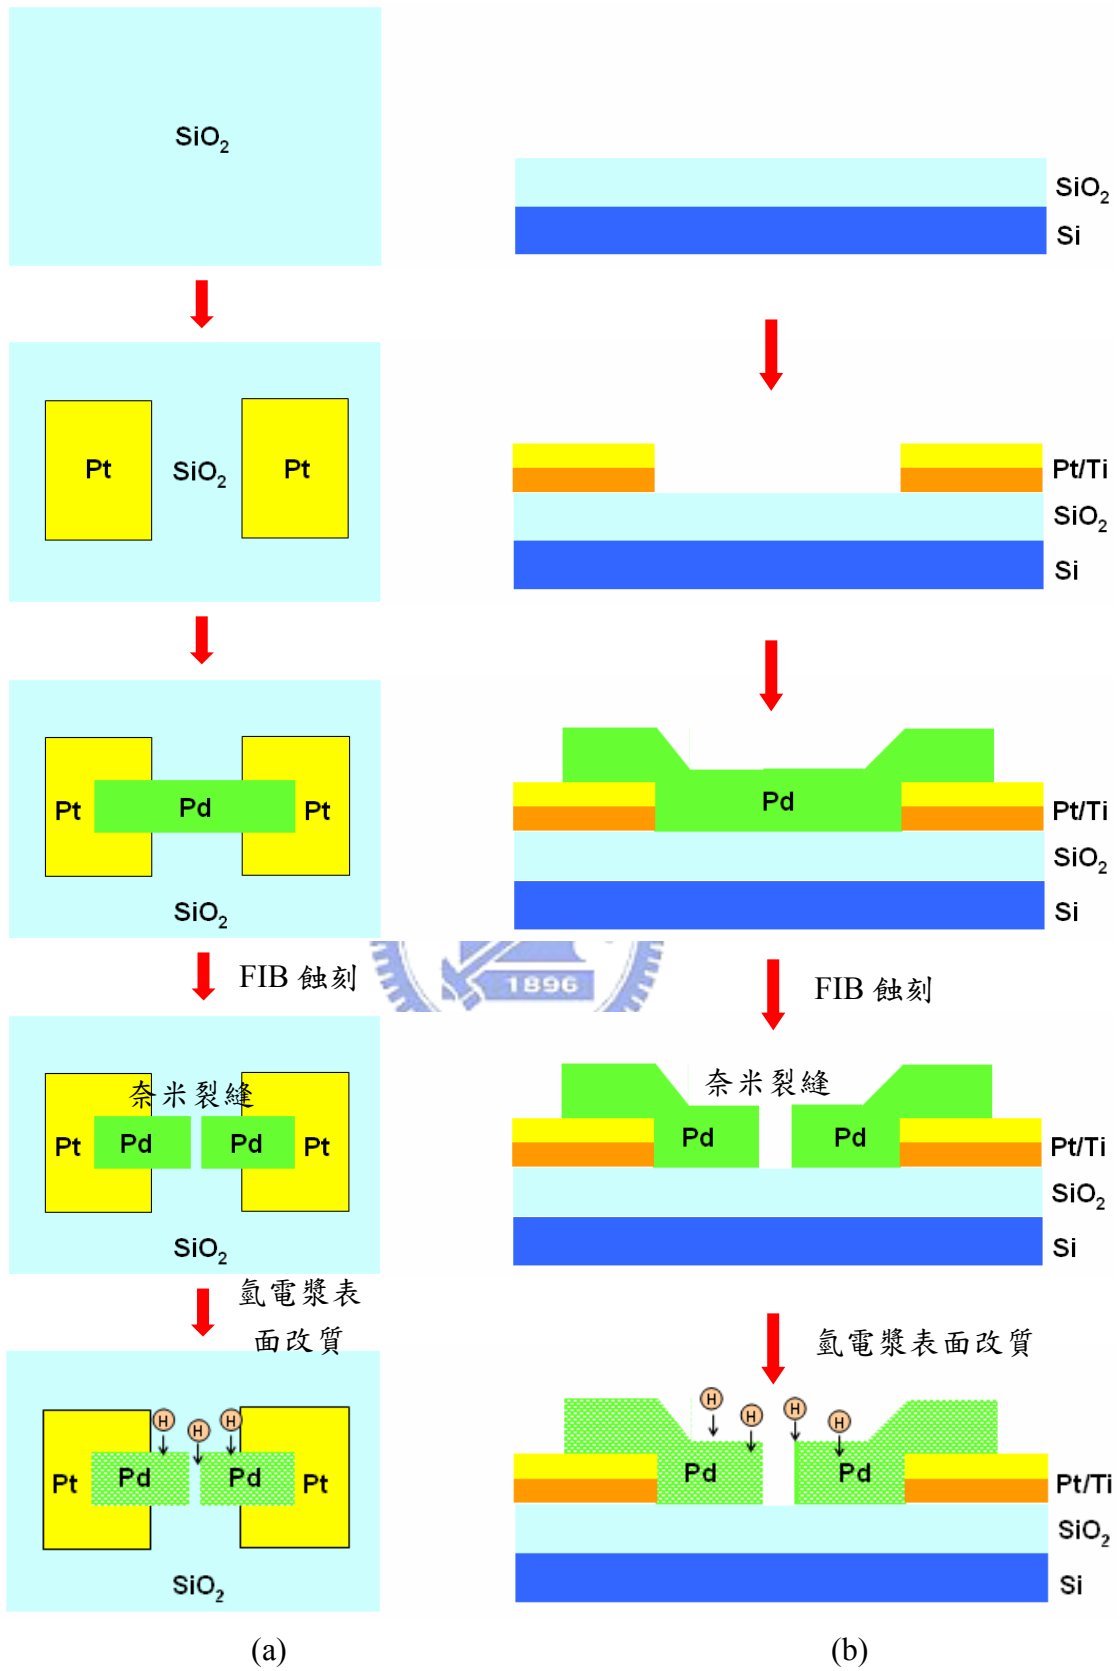 SiO₂
SiO₂
Si
Pt SiO₂ Pt
Pt/Ti
SiO₂
Si
Pt Pd Pt
SiO₂
Pd
Pt/Ti
SiO₂
Si
1896
FIB 蝕刻
FIB 蝕刻
奈米裂縫
Pt Pd Pd Pt
SiO₂
奈米裂縫
Pd Pd
Pt/Ti
SiO₂
Si
氫電漿表
面改質
氫電漿表面改質
H H H
Pt Pd Pd Pt
SiO₂
H H H H
Pd Pd
Pt/Ti
SiO₂
Si
(a) (b)